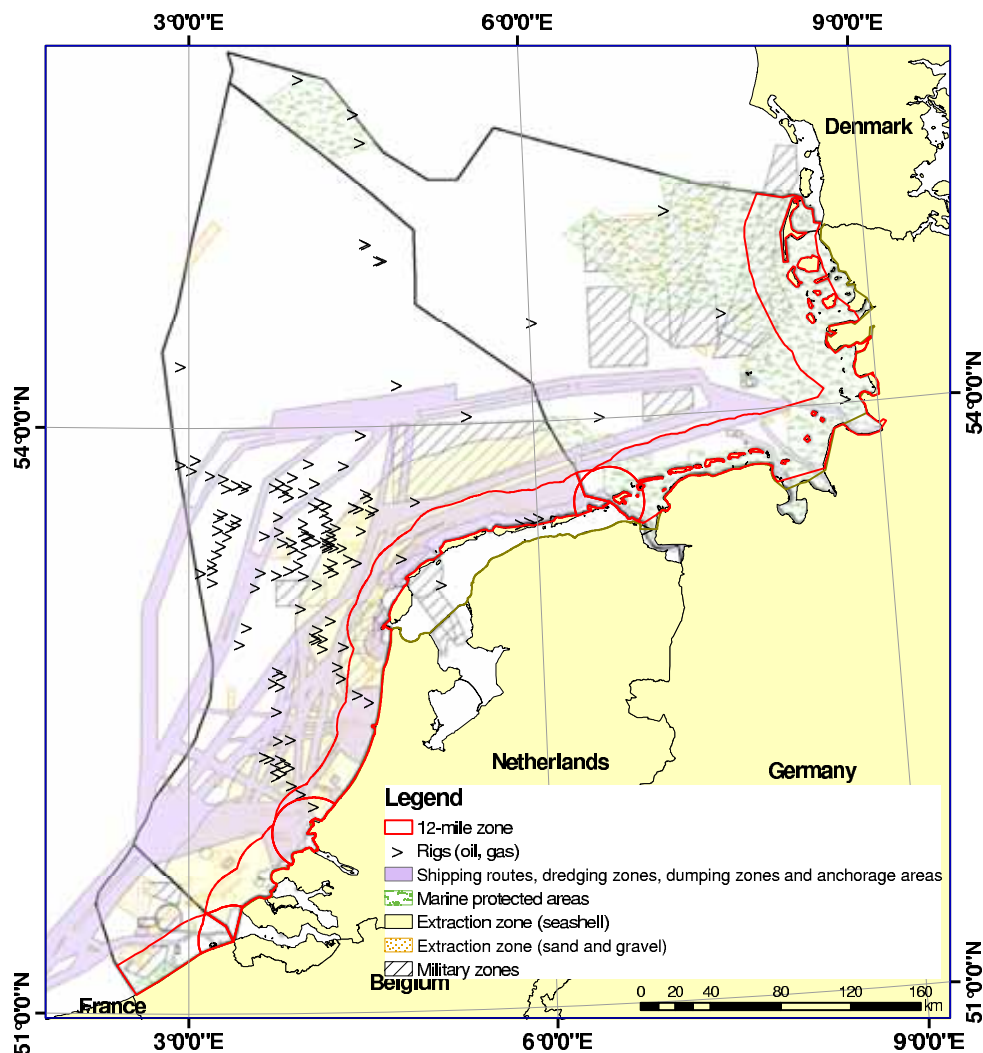 3°0'0"E 6°0'0"E 9°0'0"E
Denmark
54°0'0"N
54°0'0"N
Netherlands
Germany
Legend
12-mile zone
> Rigs (oil, gas)
Shipping routes, dredging zones, dumping zones and anchorage areas
Marine protected areas
Extraction zone (seashell)
Extraction zone (sand and gravel)
Military zones
Belgium
France
0 20 40 80 120 160
km
51°0'0"N
51°0'0"N
3°0'0"E 6°0'0"E 9°0'0"E